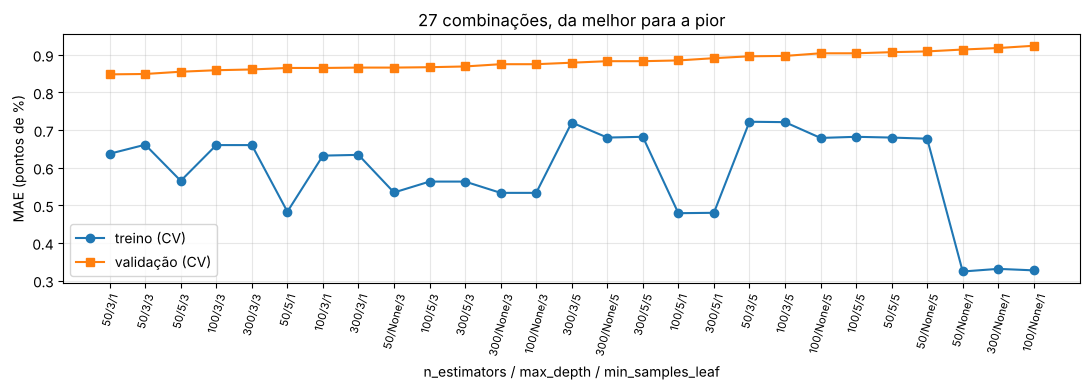 27 combinações, da melhor para a pior
MAE (pontos de %)
0.9
0.8
0.7
0.6
0.5
0.4
0.3
treino (CV)
validação (CV)
50/3/1
50/3/3
50/5/3
100/3/3
300/3/3
50/5/1
100/3/1
300/3/1
50/None/3
100/5/3
300/5/3
300/None/3
100/None/3
300/3/5
300/None/5
300/5/5
100/5/1
300/5/1
50/3/5
100/3/5
100/None/5
100/5/5
50/5/5
50/None/5
50/None/1
300/None/1
100/None/1
n_estimators / max_depth / min_samples_leaf